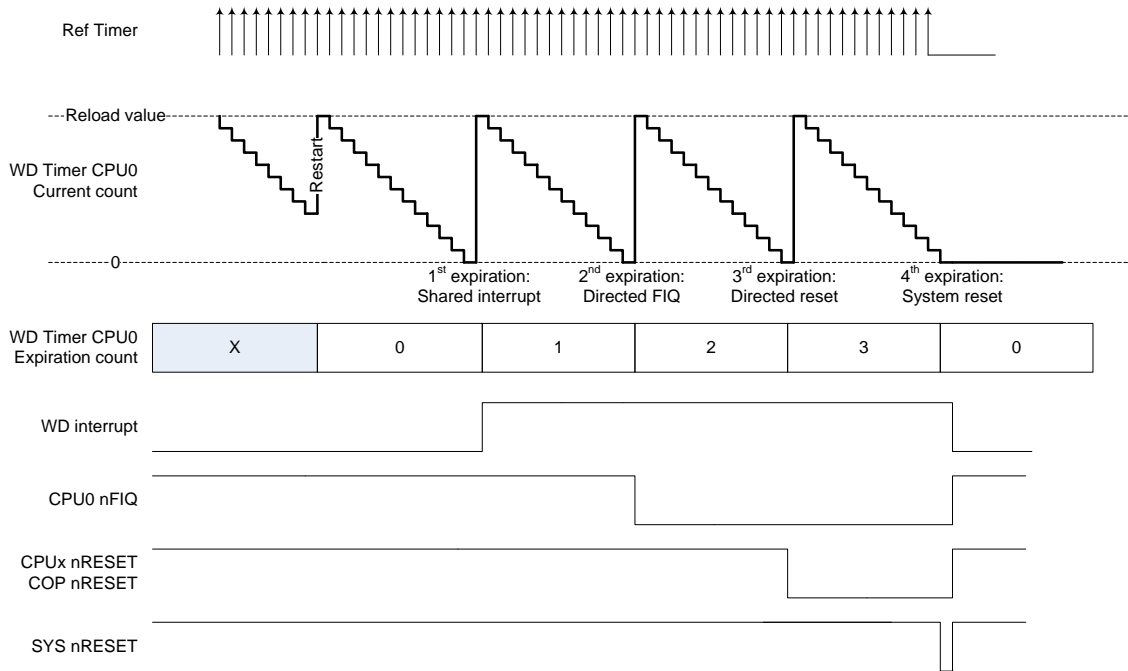 Ref Timer
Reload value
WD Timer CPU0
Current count
Restart
0
1st expiration:
Shared interrupt
2nd expiration:
Directed FIQ
3rd expiration:
Directed reset
4th expiration:
System reset
WD Timer CPU0
Expiration count
X
0
1
2
3
0
WD interrupt
CPU0 nFIQ
CPUx nRESET
COP nRESET
SYS nRESET